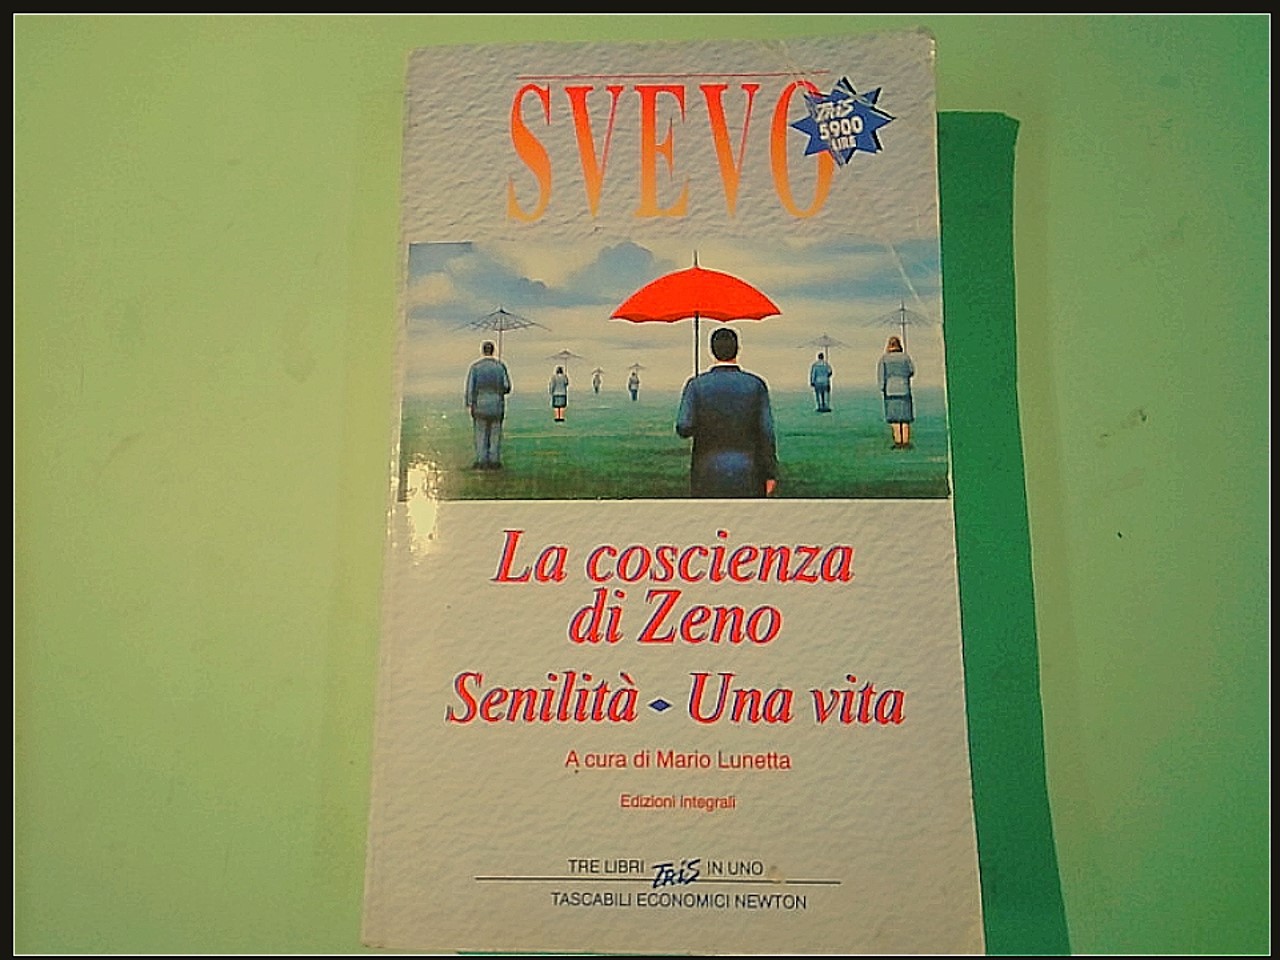 SVEVO
TRIS
5900
LIRE
La coscienza
di Zeno
Senilità ◆ Una vita
A cura di Mario Lunetta
Edizioni integrali
TRE LIBRI TRIS IN UNO
TASCABILI ECONOMICI NEWTON